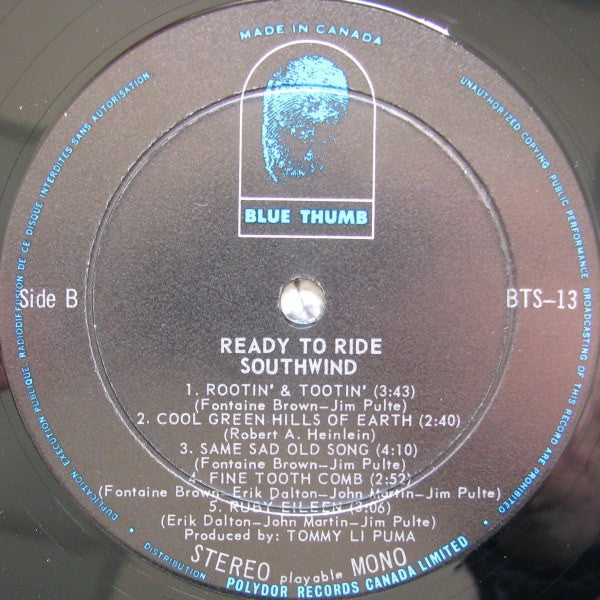 MADE IN CANADA
BLUE THUMB
Side B
BTS-13
READY TO RIDE
SOUTHWIND
1. ROOTIN' & TOOTIN' (3:43)
(Fontaine Brown-Jim Pulte)
2. COOL GREEN HILLS OF EARTH (2:40)
(Robert A. Heinlein)
3. SAME SAD OLD SONG (4:10)
(Fontaine Brown-Jim Pulte)
4. FINE TOOTH COMB (2:52)
(Fontaine Brown-Erik Dalton-John Martin-Jim Pulte)
5. RUBY EILEEN (3:06)
(Erik Dalton-John Martin-Jim Pulte)
Produced by: TOMMY LI PUMA
STEREO playable MONO
DISTRIBUTION: POLYDOR RECORDS CANADA LIMITED
DUPLICATION, EXECUTION PUBLIQUE, RADIODIFFUSION DE CE DISQUE INTERDITES SANS AUTORISATION.
UNAUTHORIZED COPYING, PUBLIC PERFORMANCE BROADCASTING OF THIS RECORD ARE PROHIBITED